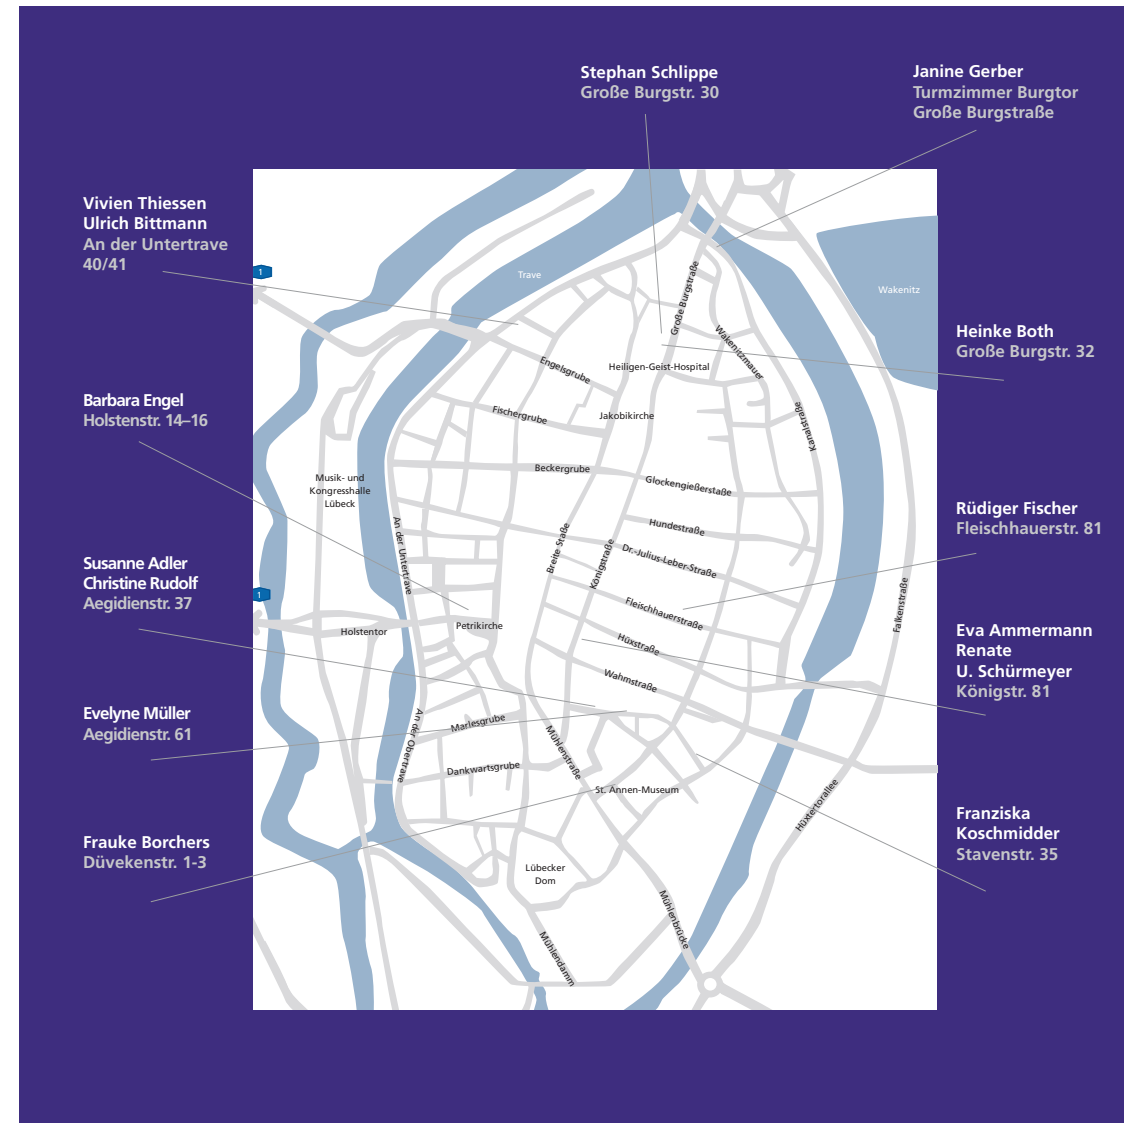 Stephan Schlippe
Große Burgstr. 30
Janine Gerber
Turmzimmer Burgtor
Große Burgstraße
Vivien Thiessen
Ulrich Bittmann
An der Untertrave
40/41
Heinke Both
Große Burgstr. 32
Barbara Engel
Holstenstr. 14–16
Rüdiger Fischer
Fleischhauerstr. 81
Susanne Adler
Christine Rudolf
Aegidienstr. 37
Eva Ammermann
Renate
U. Schürmeyer
Königstr. 81
Evelyne Müller
Aegidienstr. 61
Franziska
Koschmidder
Stavenstr. 35
Frauke Borchers
Düvekenstr. 1-3
1
Trave
Wakenitz
Große Burgstraße
Wakenitzmauer
Engelsgrube
Heiligen-Geist-Hospital
Fischergrube
Jakobikirche
Kanalstraße
Beckergrube
Glockengießerstaße
Musik- und
Kongresshalle
Lübeck
An der Untertrave
Breite Staße
Königstraße
Hundestraße
Dr.-Julius-Leber-Straße
1
Fleischhauerstraße
Falkenstraße
Holstentor
Petrikirche
Hüxstraße
Wahmstraße
Marlesgrube
An der Obertrave
Mühlenstraße
Dankwartsgrube
St. Annen-Museum
Hüxtertorallee
Lübecker
Dom
Mühlenbrücke
Mühlendamm